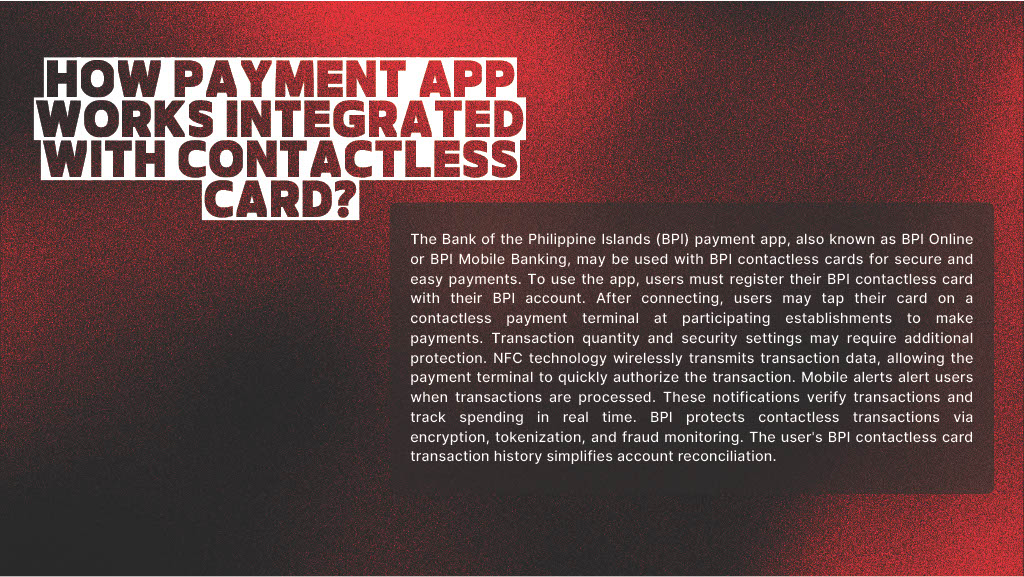 HOW PAYMENT APP
WORKS INTEGRATED
WITH CONTACTLESS
CARD?
The Bank of the Philippine Islands (BPI) payment app, also known as BPI Online
or BPI Mobile Banking, may be used with BPI contactless cards for secure and
easy payments. To use the app, users must register their BPI contactless card
with their BPI account. After connecting, users may tap their card on a
contactless payment terminal at participating establishments to make
payments. Transaction quantity and security settings may require additional
protection. NFC technology wirelessly transmits transaction data, allowing the
payment terminal to quickly authorize the transaction. Mobile alerts alert users
when transactions are processed. These notifications verify transactions and
track spending in real time. BPI protects contactless transactions via
encryption, tokenization, and fraud monitoring. The user's BPI contactless card
transaction history simplifies account reconciliation.